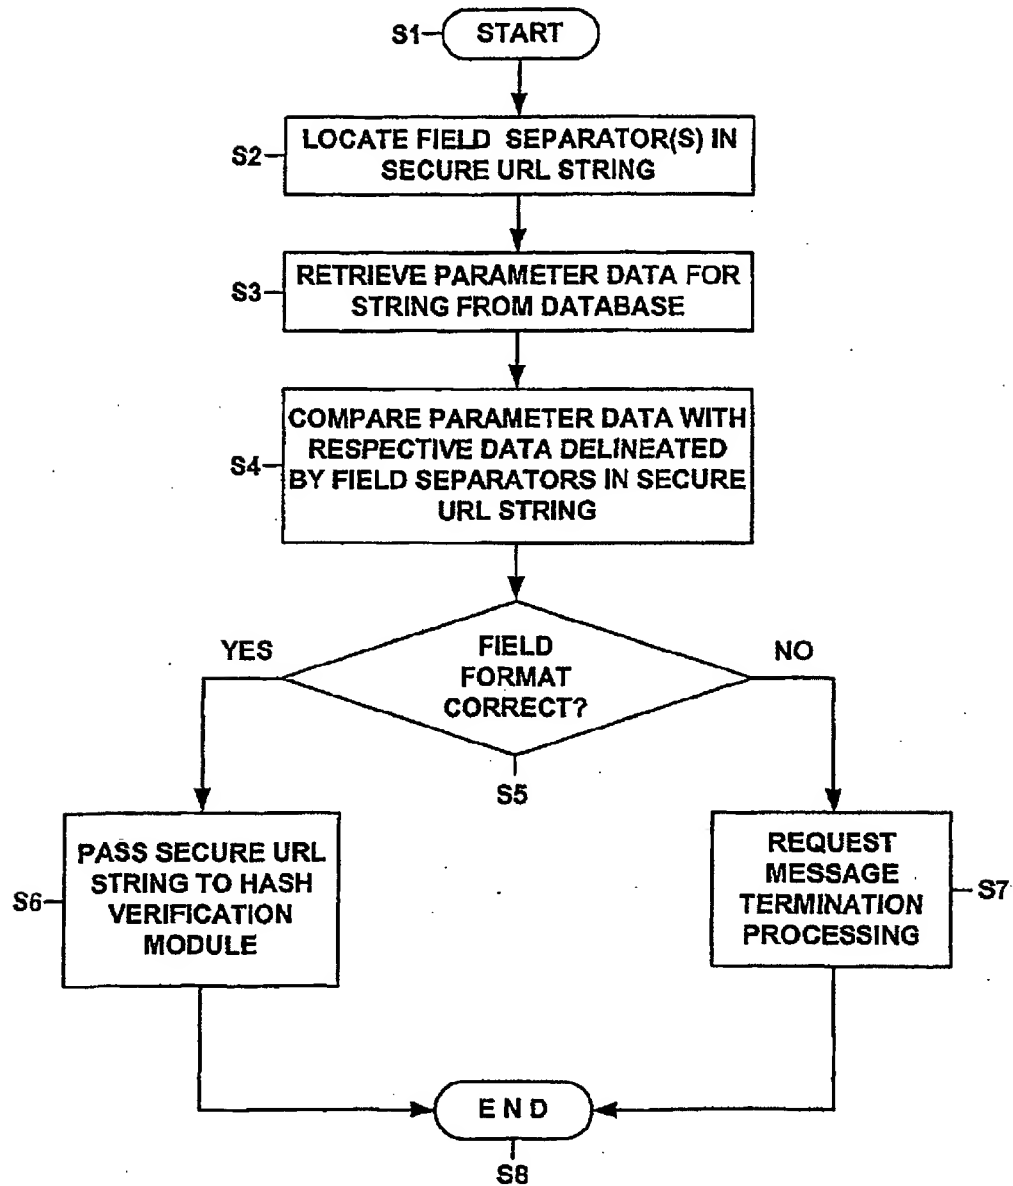 S1
START
LOCATE FIELD SEPARATOR(S) IN
S2
SECURE URL STRING
RETRIEVE PARAMETER DATA FOR
S3
STRING FROM DATABASE
COMPARE PARAMETER DATA WITH
RESPECTIVE DATA DELINEATED
S4
BY FIELD SEPARATORS IN SECURE
URL STRING
YES
FIELD
FORMAT
CORRECT?
NO
S5
PASS SECURE URL
STRING TO HASH
S6
VERIFICATION
MODULE
REQUEST
MESSAGE
TERMINATION
PROCESSING
S7
END
S8